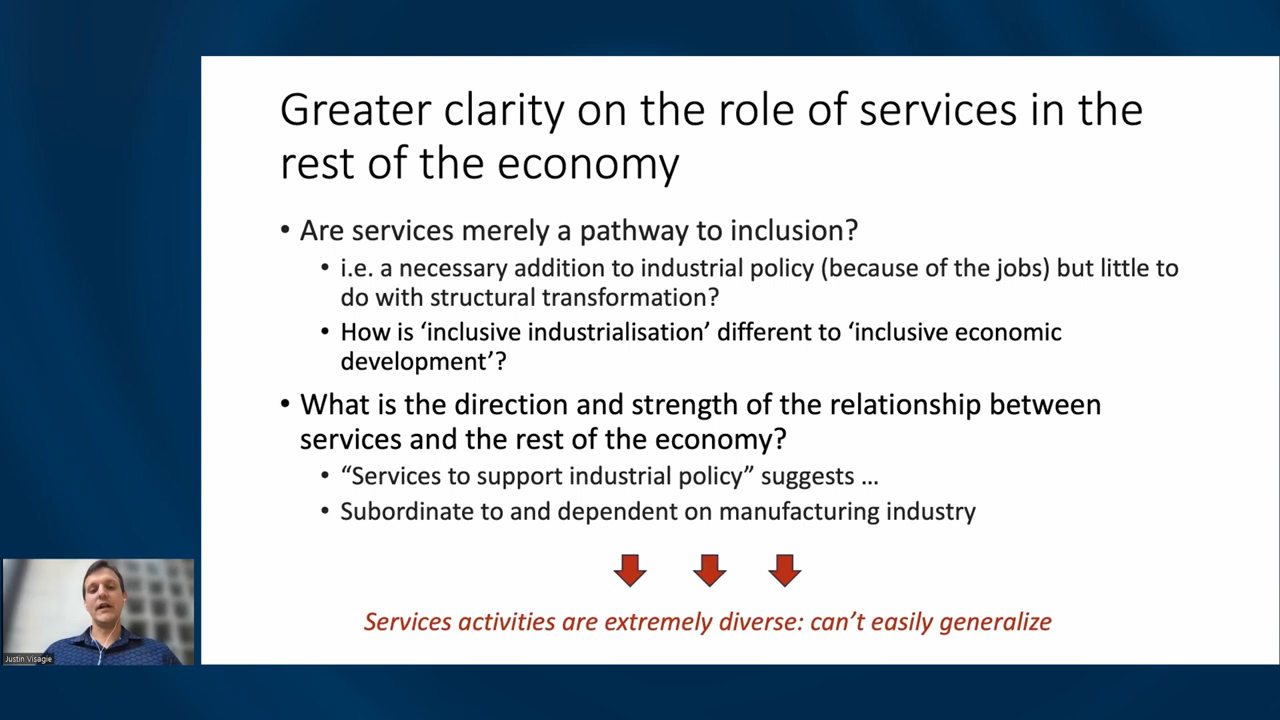 Greater clarity on the role of services in the
rest of the economy
• Are services merely a pathway to inclusion?
• i.e. a necessary addition to industrial policy (because of the jobs) but little to
do with structural transformation?
• How is ‘inclusive industrialisation’ different to ‘inclusive economic
development’?
• What is the direction and strength of the relationship between
services and the rest of the economy?
• “Services to support industrial policy” suggests …
• Subordinate to and dependent on manufacturing industry
Services activities are extremely diverse: can’t easily generalize
Justin Visagie